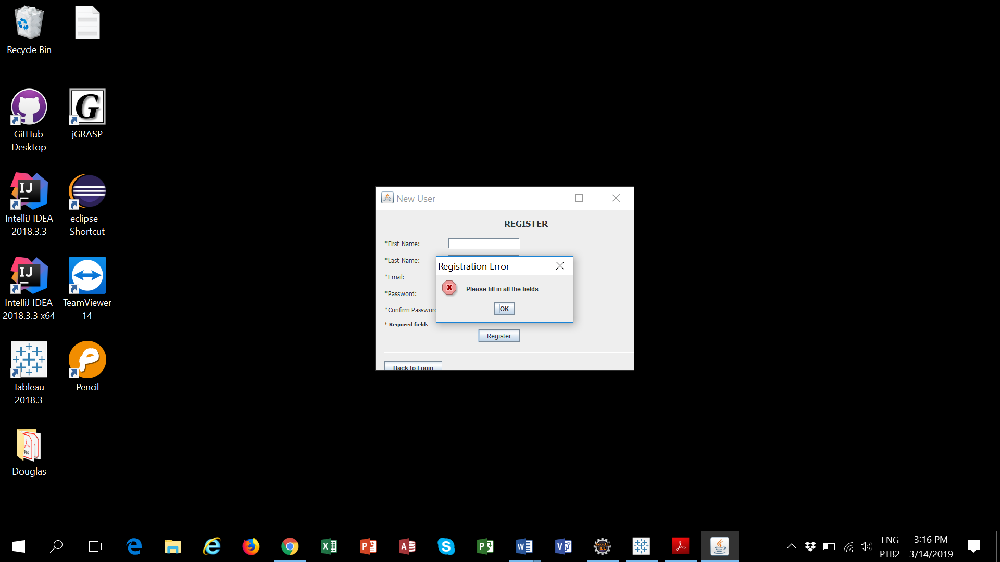 Recycle Bin
GitHub
Desktop
jGRASP
IntelliJ IDEA
2018.3.3
eclipse -
Shortcut
IntelliJ IDEA
2018.3.3 x64
TeamViewer
14
Tableau
2018.3
Pencil
Douglas
New User
REGISTER
*First Name:
*Last Name:
*Email:
*Password:
*Confirm Password
* Required fields
Registration Error
Please fill in all the fields
OK
Register
Back to Login
ENG
PTB2
3:16 PM
3/14/2019